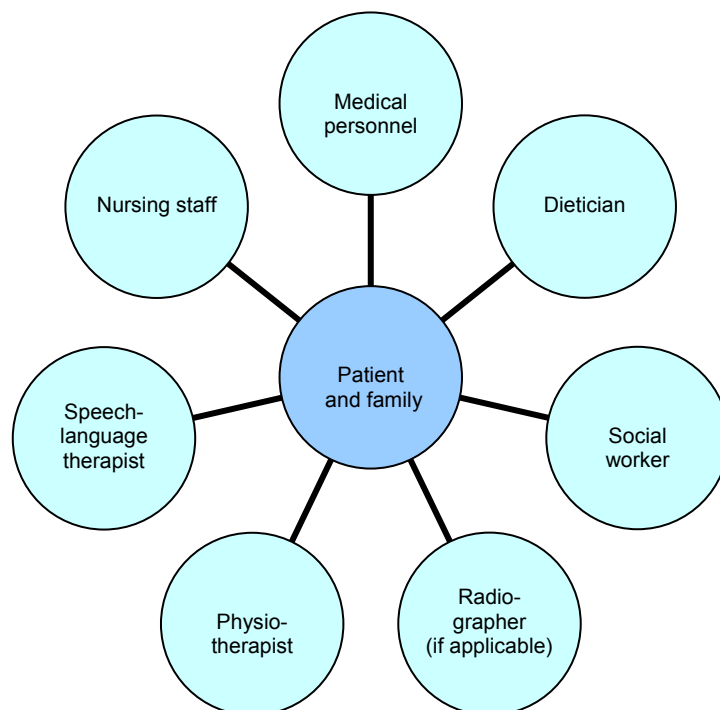 Medical
personnel
Nursing staff
Dietician
Patient
and family
Speech-
language
therapist
Social
worker
Physio-
therapist
Radio-
grapher
(if applicable)